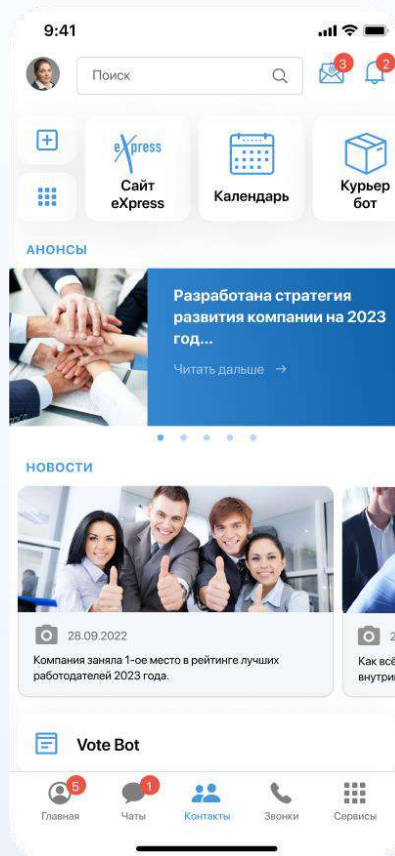 9:41
Поиск
3
2
eXpress
Сайт
eXpress
Календарь
Курьер
бот
АНОНСЫ
Разработана стратегия
развития компании на 2023
год...
Читать дальше →
НОВОСТИ
28.09.2022
Компания заняла 1-ое место в рейтинге лучших
работодателей 2023 года.
2
Как всё
внутри
Vote Bot
5
1
Главная
Чаты
Контакты
Звонки
Сервисы